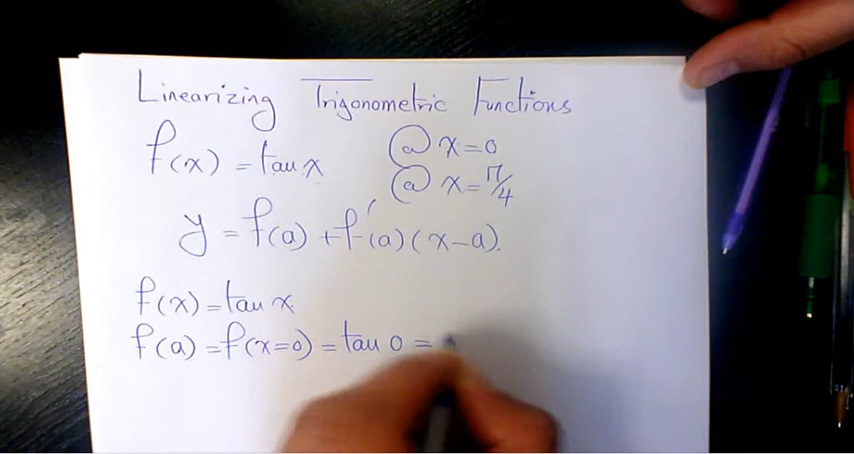 Linearizing Trigonometric Functions
f(x) = tan x @ x=0
@ x=π/4
y = f(a) + f'(a)(x-a).
f(x) = tan x
f(a) = f(x=0) = tan 0 =